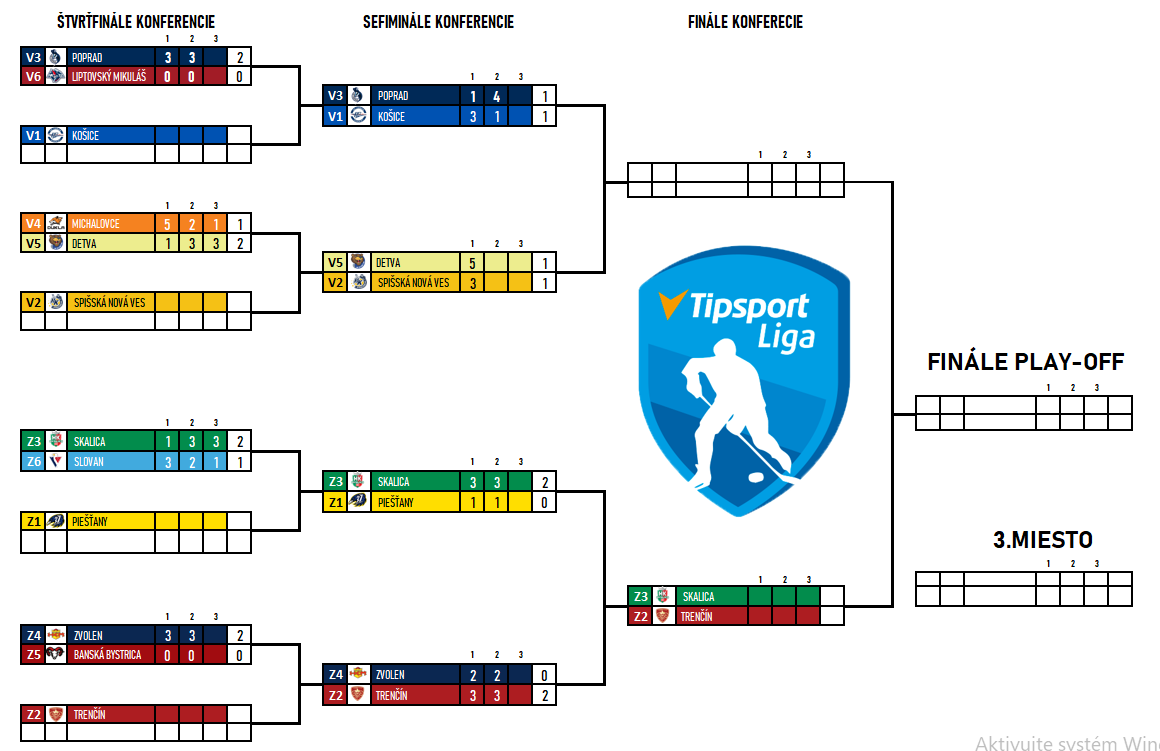 ŠTVRŤFINÁLE KONFERENCIE
SEFIMINÁLE KONFERENCIE
FINÁLE KONFERECIE
1 2 3
V3 POPRAD 3 3 2
V6 LIPTOVSKÝ MIKULÁŠ 0 0 0
V1 KOŠICE
1 2 3
V4 MICHALOVCE 5 2 1 1
V5 DETVA 1 3 3 2
V2 SPIŠSKÁ NOVÁ VES
1 2 3
Z3 SKALICA 1 3 3 2
Z6 SLOVAN 3 2 1 1
Z1 PIEŠŤANY
1 2 3
Z4 ZVOLEN 3 3 2
Z5 BANSKÁ BYSTRICA 0 0 0
Z2 TRENČÍN
1 2 3
V3 POPRAD 1 4 1
V1 KOŠICE 3 1 1
1 2 3
V5 DETVA 5 1
V2 SPIŠSKÁ NOVÁ VES 3 1
1 2 3
Z3 SKALICA 3 3 2
Z1 PIEŠŤANY 1 1 0
1 2 3
Z4 ZVOLEN 2 2 0
Z2 TRENČÍN 3 3 2
1 2 3
Tipsport
Liga
1 2 3
Z3 SKALICA
Z2 TRENČÍN
FINÁLE PLAY-OFF
1 2 3
3.MIESTO
1 2 3
Aktivujte systém Wind